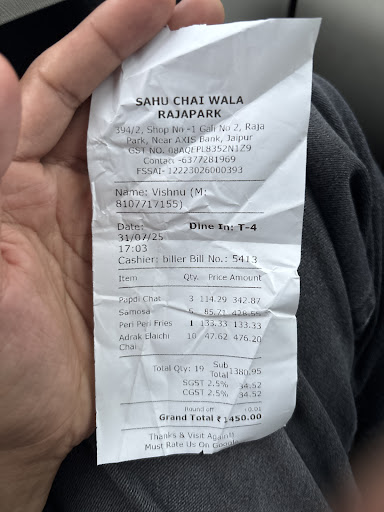 SAHU CHAI WALA
RAJAPARK
394/2, Shop No -1 Gali No 2, Raja
Park, Near AXIS Bank, Jaipur
GST NO. 08AQEPL8352N1Z9
Contact -6377281969
FSSAI- 12223026000393
Name: Vishnu (M:
8107717155)
Date: Dine In: T-4
31/07/25
17:03
Cashier: biller Bill No.: 5413
Item Qty. Price Amount
Papdi Chat 3 114.29 342.87
Samosa 5 85.71 428.55
Peri Peri Fries 1 133.33 133.33
Adrak Elaichi 10 47.62 476.20
Chai
Total Qty: 19 Sub
Total 1380.95
SGST 2.5% 34.52
CGST 2.5% 34.52
Round off +0.01
Grand Total ₹ 1450.00
Thanks & Visit Again!
Must Rate Us On Google